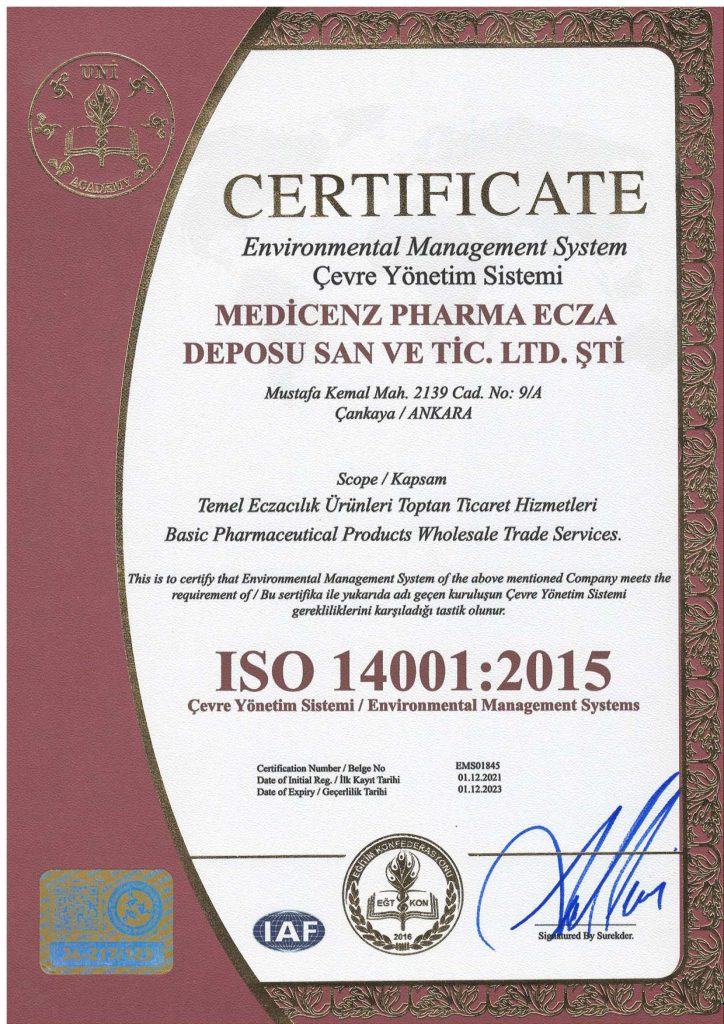 UNİ
ACADEMY
CERTIFICATE
Environmental Management System
Çevre Yönetim Sistemi
MEDİCENZ PHARMA ECZA
DEPOSU SAN VE TİC. LTD. ŞTİ
Mustafa Kemal Mah. 2139 Cad. No: 9/A
Çankaya / ANKARA
Scope / Kapsam
Temel Eczacılık Ürünleri Toptan Ticaret Hizmetleri
Basic Pharmaceutical Products Wholesale Trade Services.
This is to certify that Environmental Management System of the above mentioned Company meets the
requirement of / Bu sertifika ile yukarıda adı geçen kuruluşun Çevre Yönetim Sistemi
gerekliliklerini karşıladığı tastik olunur.
ISO 14001:2015
Çevre Yönetim Sistemi / Environmental Management Systems
Certification Number / Belge No EMS01845
Date of Initial Reg. / İlk Kayıt Tarihi 01.12.2021
Date of Expiry / Geçerlilik Tarihi 01.12.2023
EĞİTİM KONFEDERASYONU
EĞT KON
2016
IAF
Signatured By Surekder.